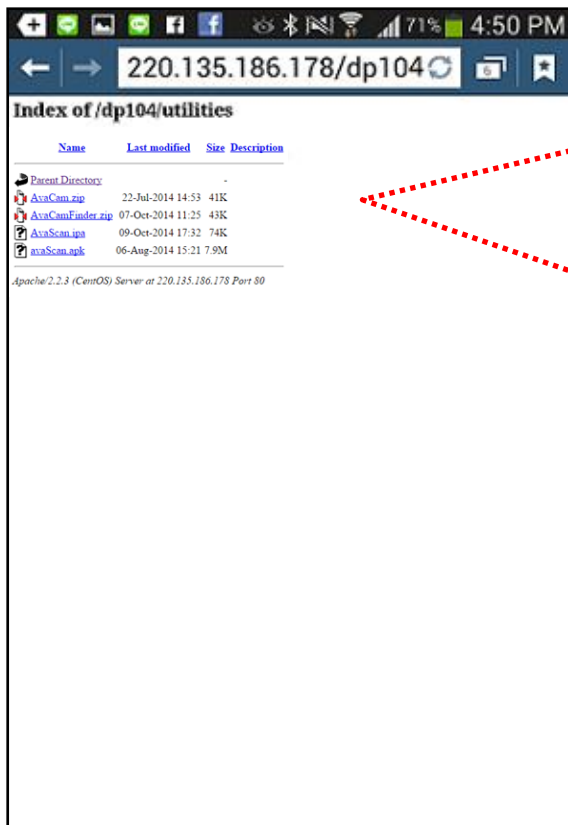 71% 4:50 PM
220.135.186.178/dp104 6
Index of /dp104/utilities
Name Last modified Size Description
Parent Directory -
AvaCam.zip 22-Jul-2014 14:53 41K
AvaCamFinder.zip 07-Oct-2014 11:25 43K
AvaScan.ipa 09-Oct-2014 17:32 74K
avaScan.apk 06-Aug-2014 15:21 7.9M
Apache/2.2.3 (CentOS) Server at 220.135.186.178 Port 80